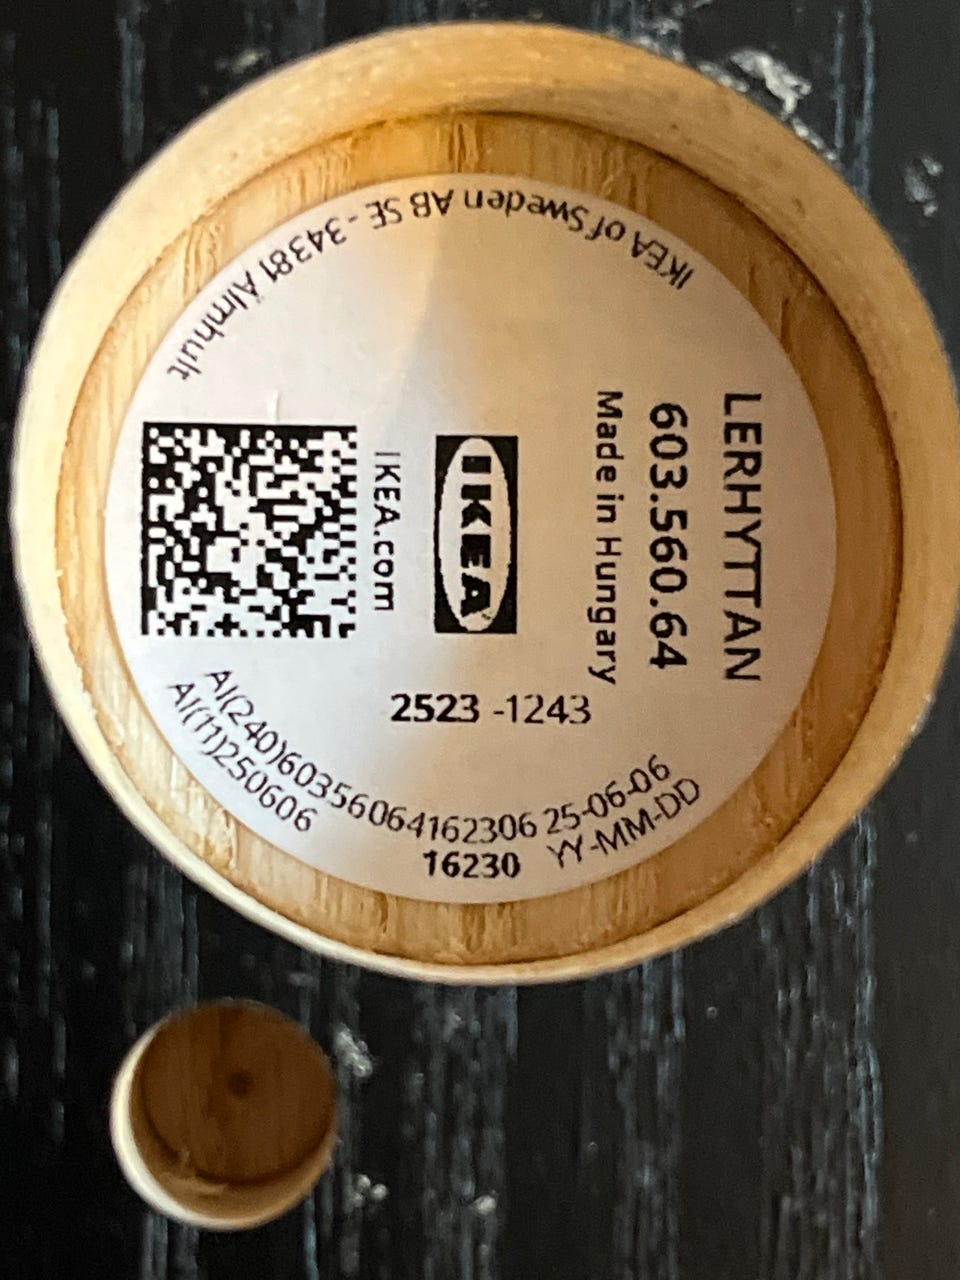 IKEA of Sweden AB SE - 34381 Älmhult
LERHYTTAN
603.560.64
Made in Hungary
IKEA
IKEA.com
2523 -1243
AI(240)60356064162306
AI(11)250606
25-06-06
YY-MM-DD
16230